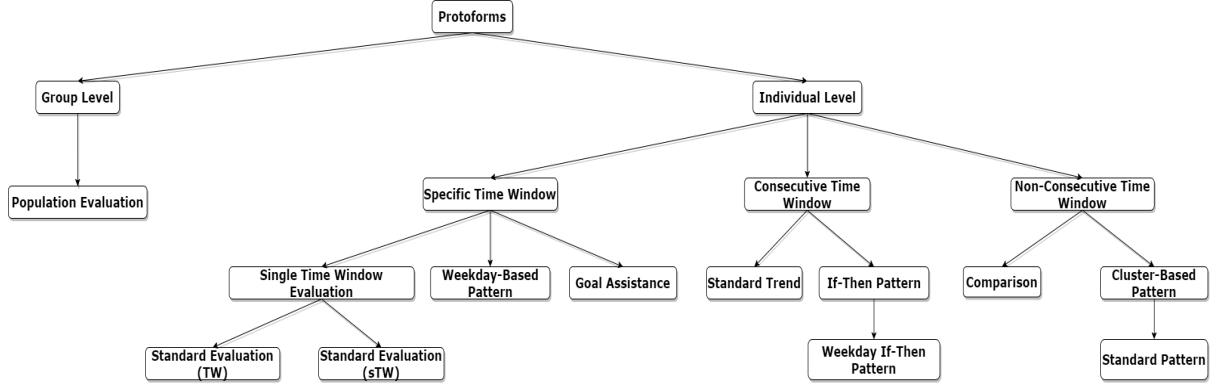 Protoforms
Group Level
Individual Level
Population Evaluation
Specific Time Window
Consecutive Time
Window
Non-Consecutive Time
Window
Single Time Window
Evaluation
Weekday-Based
Pattern
Goal Assistance
Standard Trend
If-Then Pattern
Comparison
Cluster-Based
Pattern
Standard Evaluation
(TW)
Standard Evaluation
(sTW)
Weekday If-Then
Pattern
Standard Pattern